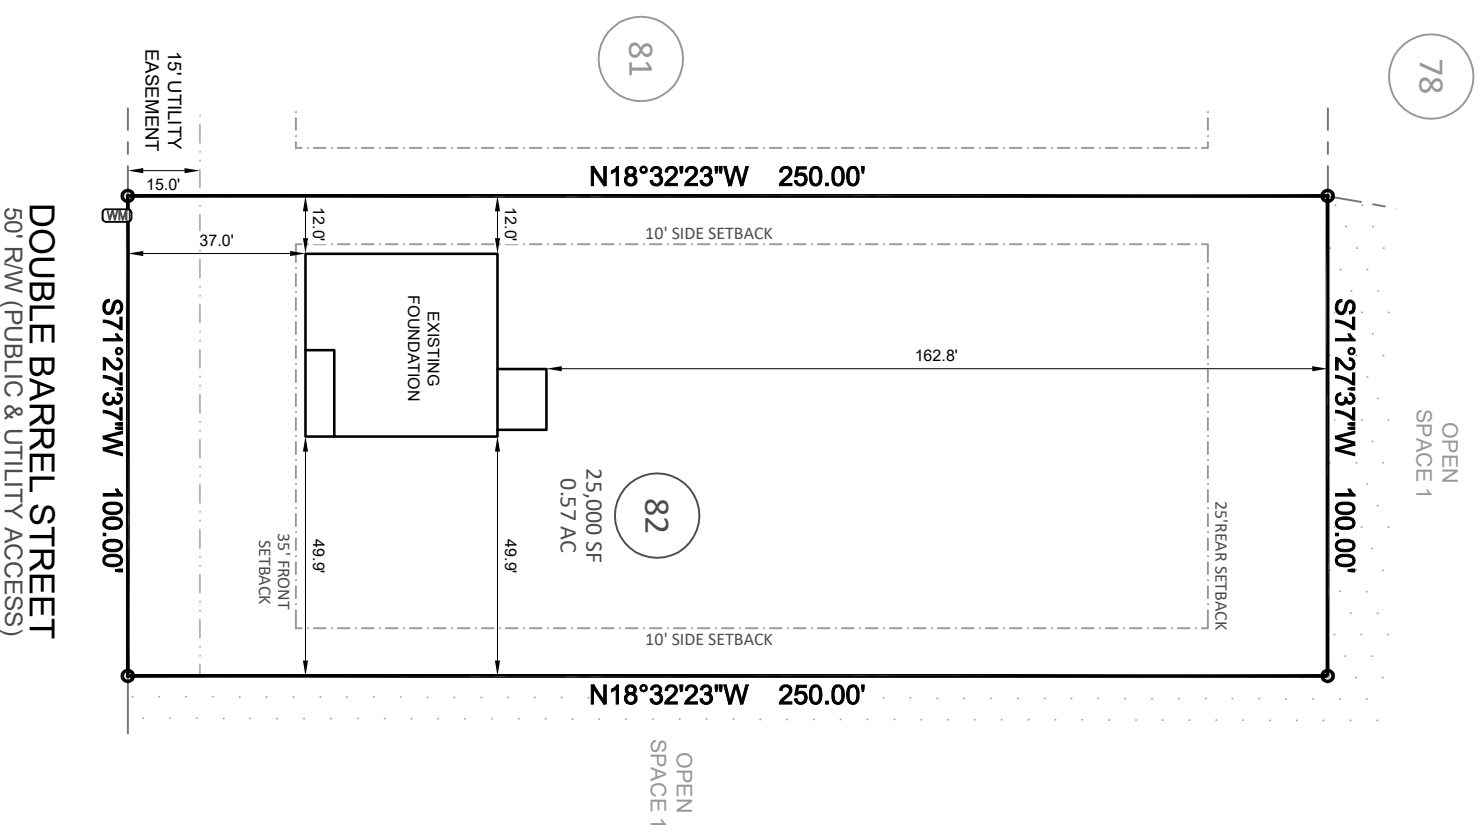 81
78
15' UTILITY
EASEMENT
15.0'
N18°32'23"W 250.00'
WM
37.0'
12.0'
12.0'
10' SIDE SETBACK
EXISTING
FOUNDATION
162.8'
S71°27'37"W 100.00'
OPEN
SPACE 1
DOUBLE BARREL STREET
50' R/W (PUBLIC & UTILITY ACCESS)
S71°27'37"W 100.00'
82
25,000 SF
0.57 AC
35' FRONT
SETBACK
49.9'
49.9'
25'REAR SETBACK
10' SIDE SETBACK
N18°32'23"W 250.00'
OPEN
SPACE 1